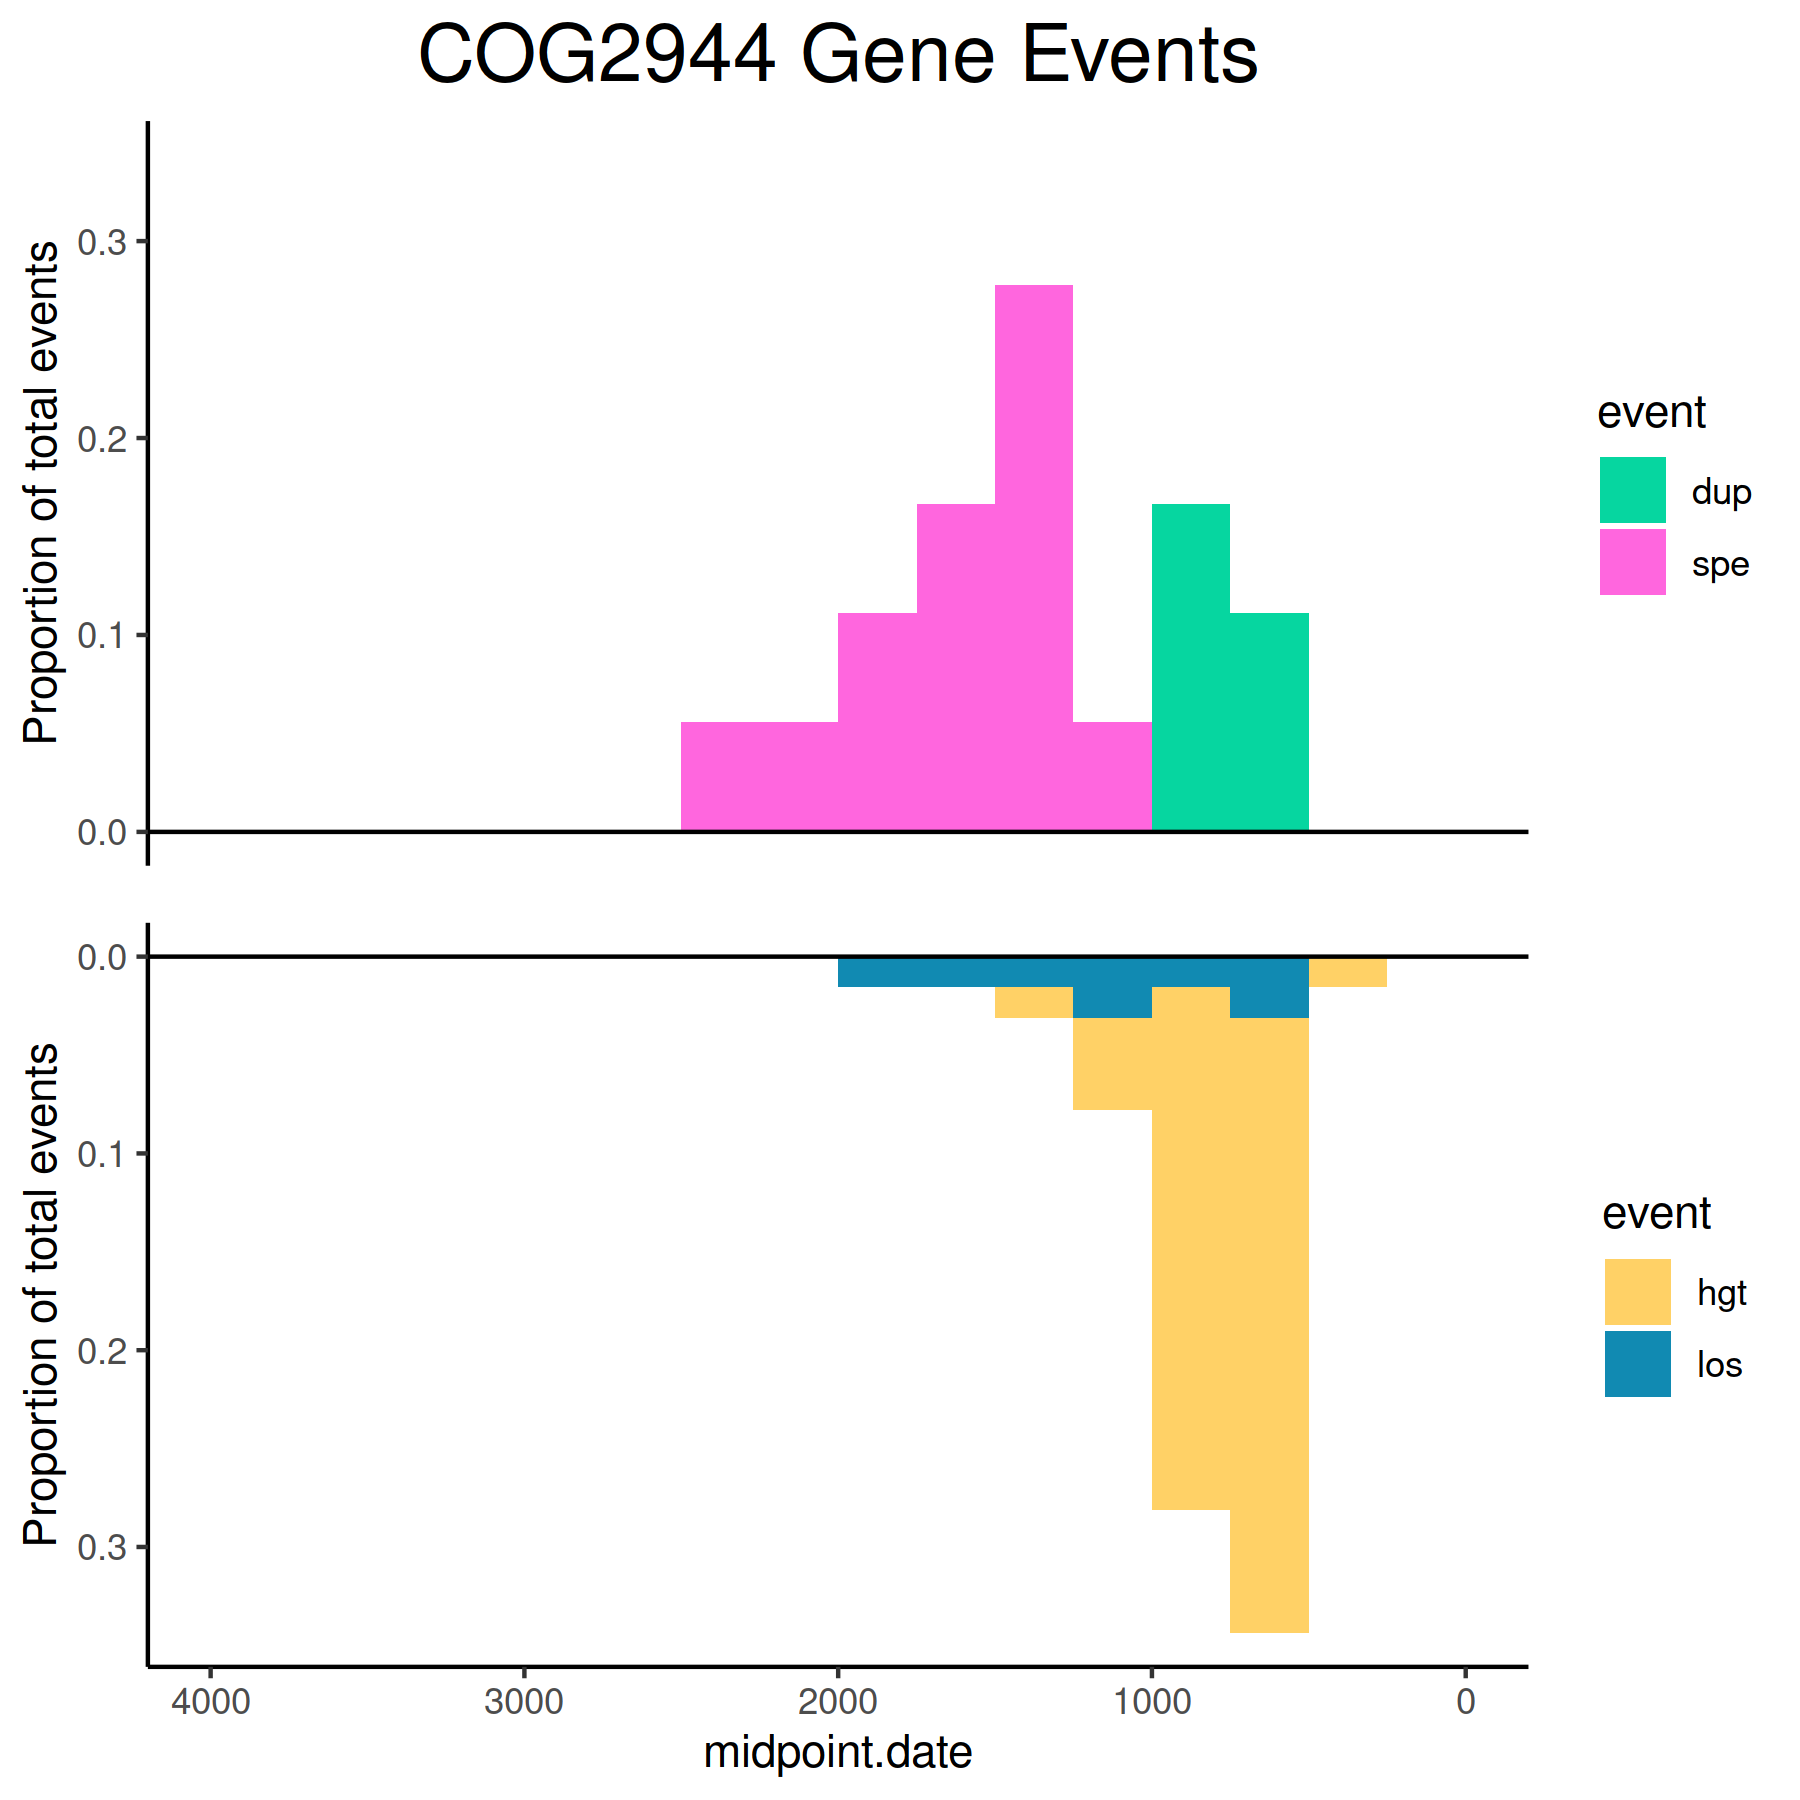 COG2944 Gene Events
Proportion of total events
0.3
0.2
0.1
0.0
event
dup
spe
Proportion of total events
0.0
0.1
0.2
0.3
event
hgt
los
4000 3000 2000 1000 0
midpoint.date